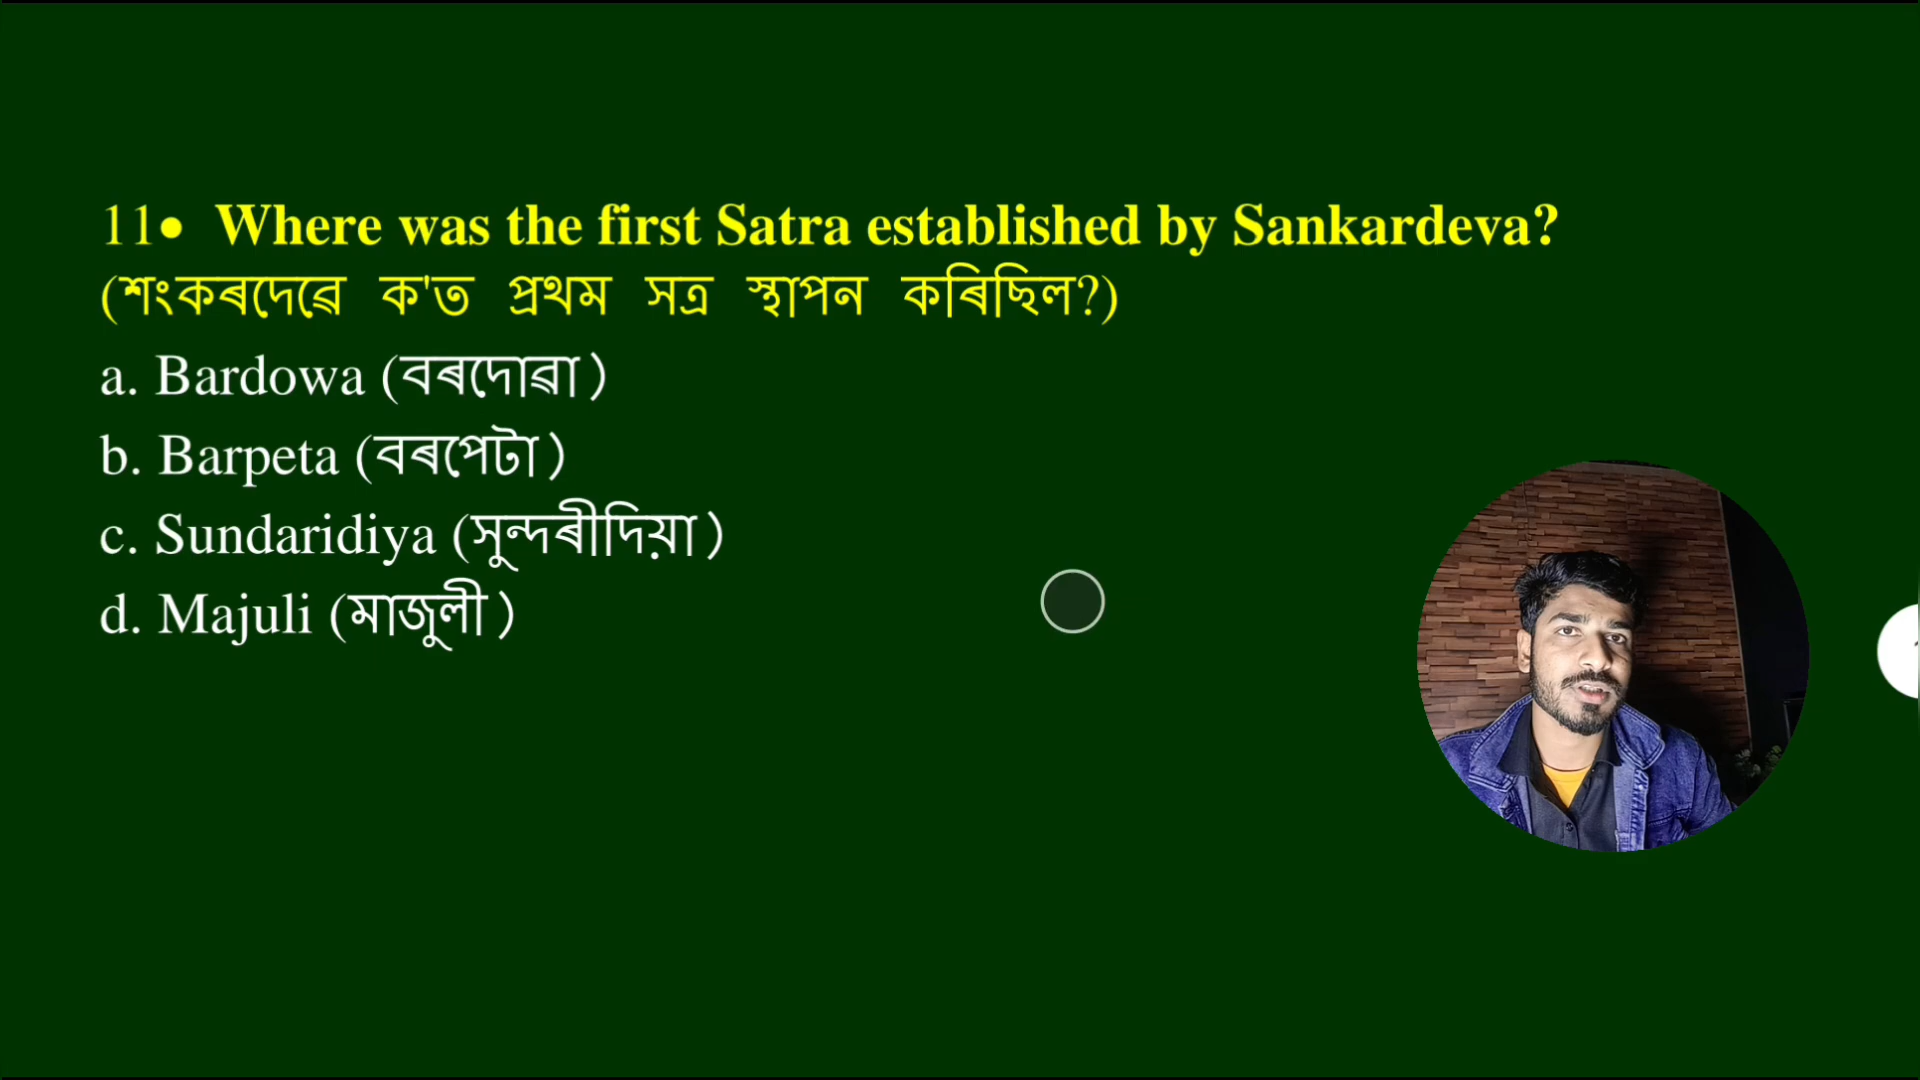 11• Where was the first Satra established by Sankardeva?
(শংকৰদেৱে ক'ত প্ৰথম সত্ৰ স্থাপন কৰিছিল?)
a. Bardowa (বৰদোৱা)
b. Barpeta (বৰপেটা)
c. Sundaridiya (সুন্দৰীদিয়া)
d. Majuli (মাজুলী)